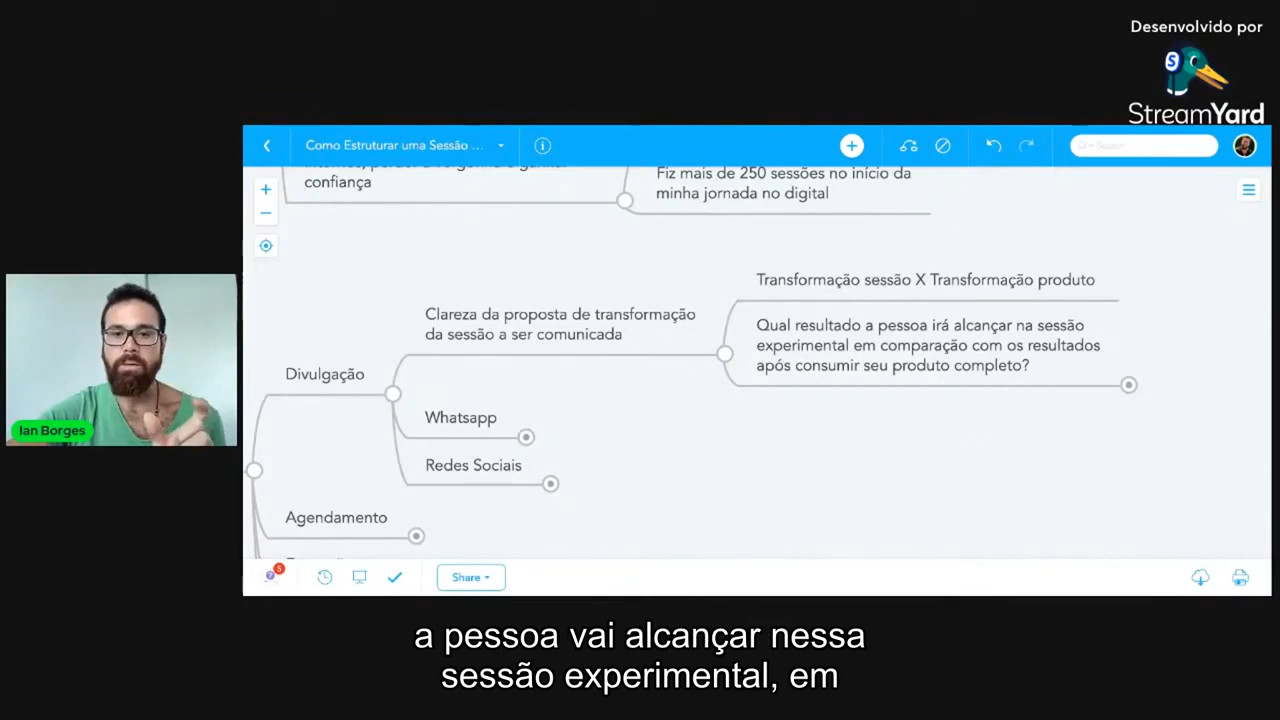 Desenvolvido por
StreamYard
Como Estruturar uma Sessão ...
confiança
Fiz mais de 250 sessões no início da
minha jornada no digital
Transformação sessão X Transformação produto
Clareza da proposta de transformação
da sessão a ser comunicada
Qual resultado a pessoa irá alcançar na sessão
experimental em comparação com os resultados
após consumir seu produto completo?
Divulgação
Whatsapp
Redes Sociais
Agendamento
Ian Borges
5
Share
a pessoa vai alcançar nessa
sessão experimental, em